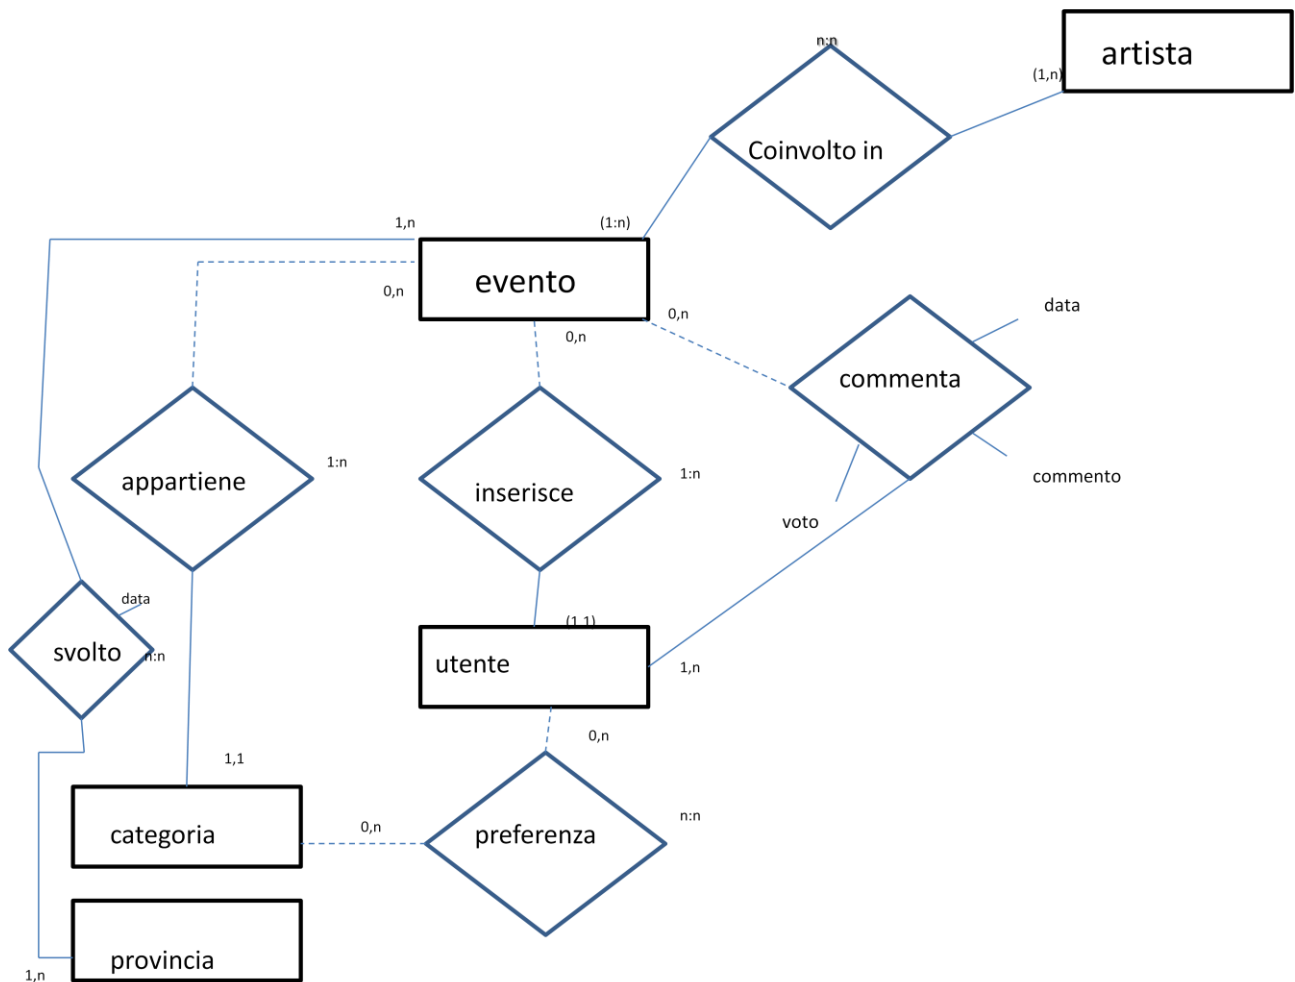 n:n
artista
(1,n)
Coinvolto in
1,n
(1:n)
evento
0,n
0,n
0,n
data
commenta
appartiene
1:n
inserisce
1:n
commento
voto
data
svolto
n:n
(1,1)
utente
1,n
0,n
1,1
categoria
0,n
preferenza
n:n
provincia
1,n